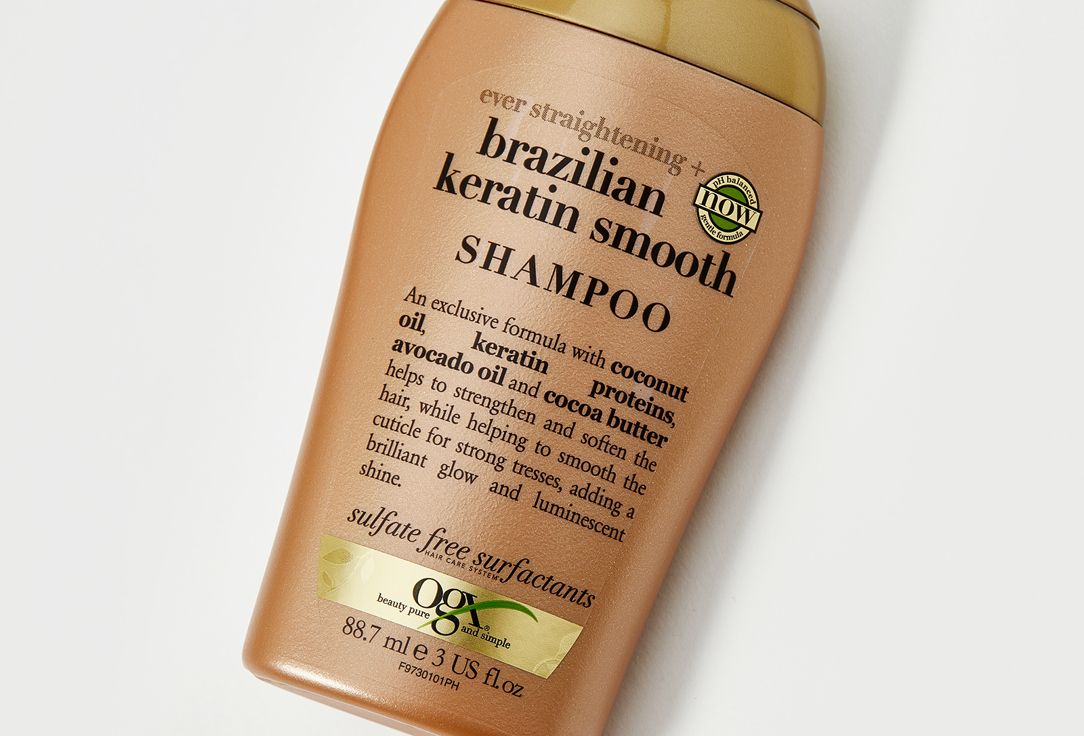 ever straightening +
brazilian
keratin smooth
pH balanced
now
gentle formula
SHAMPOO
An exclusive formula with coconut
oil, keratin proteins,
avocado oil and cocoa butter
helps to strengthen and soften the
hair, while helping to smooth the
cuticle for strong tresses, adding a
brilliant glow and luminescent
shine.
sulfate free surfactants
HAIR CARE SYSTEM™
ogx®
beauty pure and simple
88.7 ml e 3 US fl.oz
F9730101PH